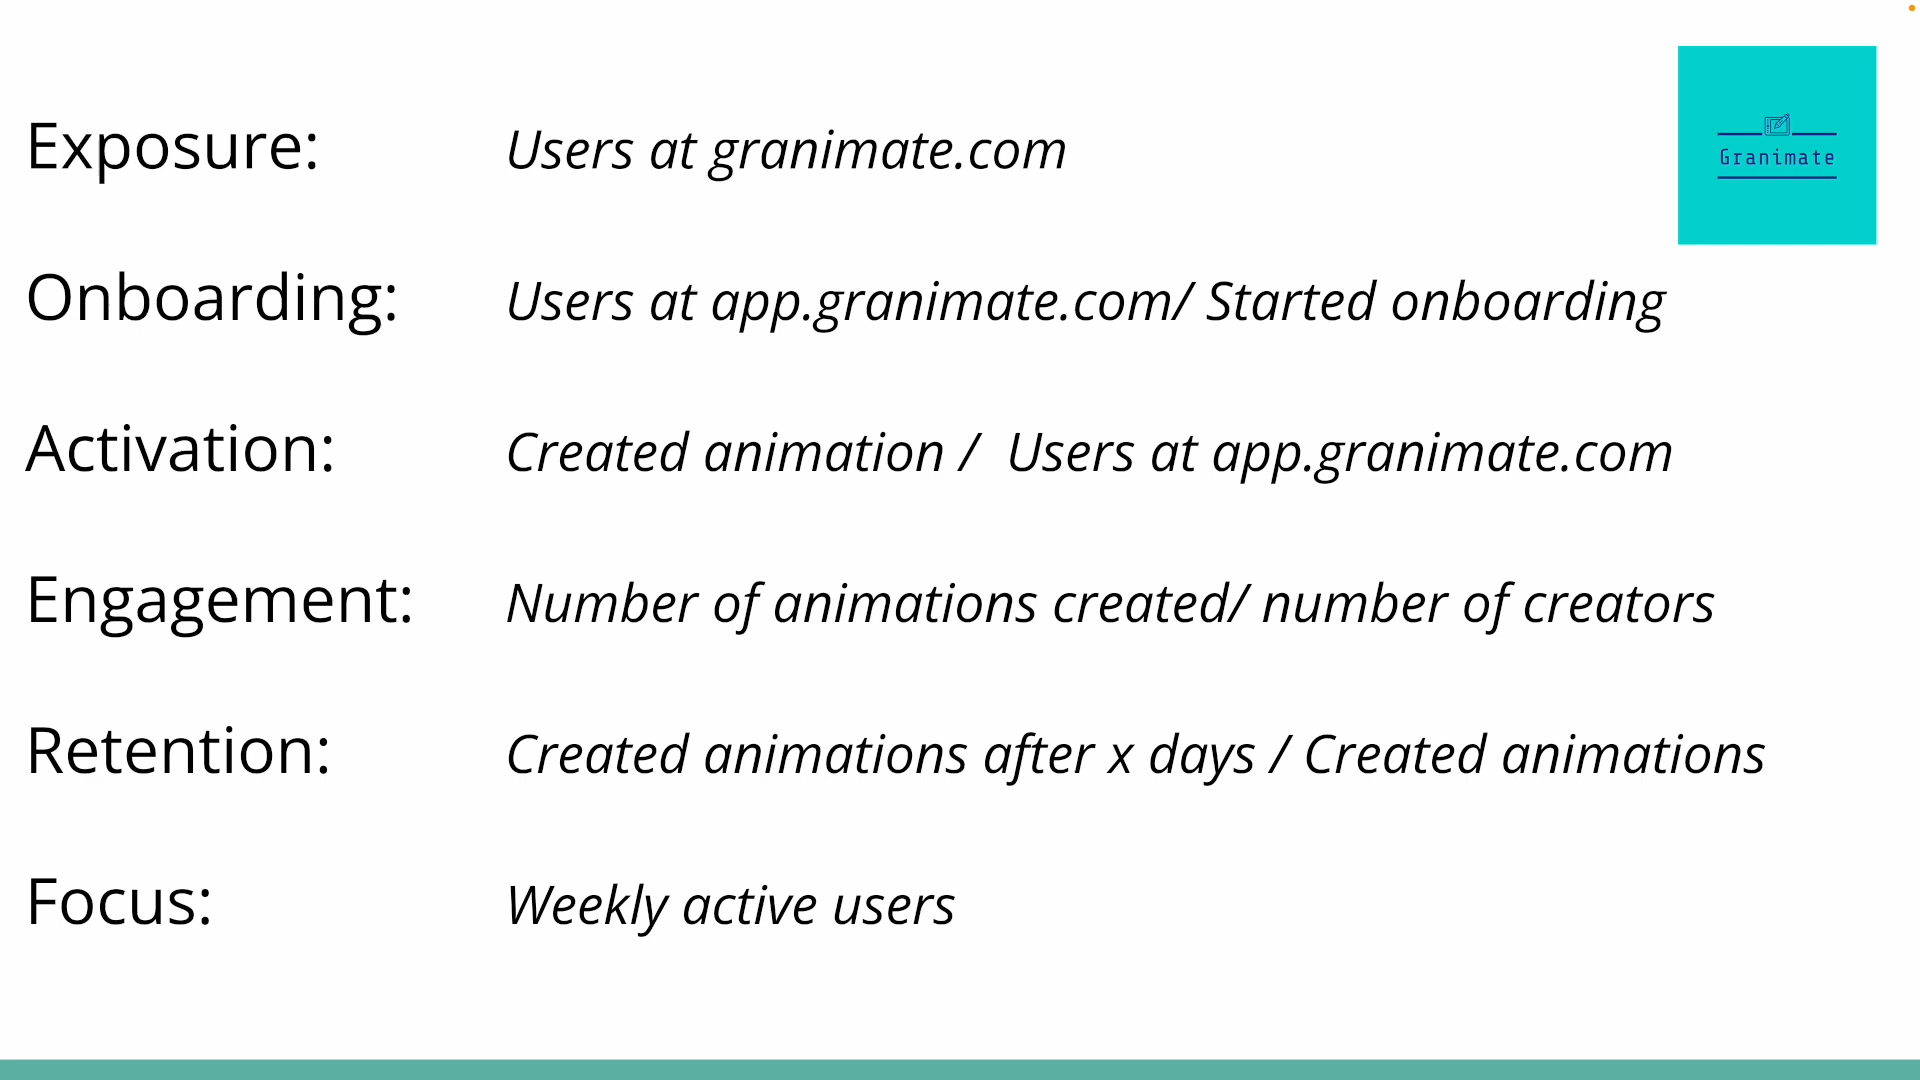 Granimate
Exposure: Users at granimate.com
Onboarding: Users at app.granimate.com/ Started onboarding
Activation: Created animation / Users at app.granimate.com
Engagement: Number of animations created/ number of creators
Retention: Created animations after x days / Created animations
Focus: Weekly active users